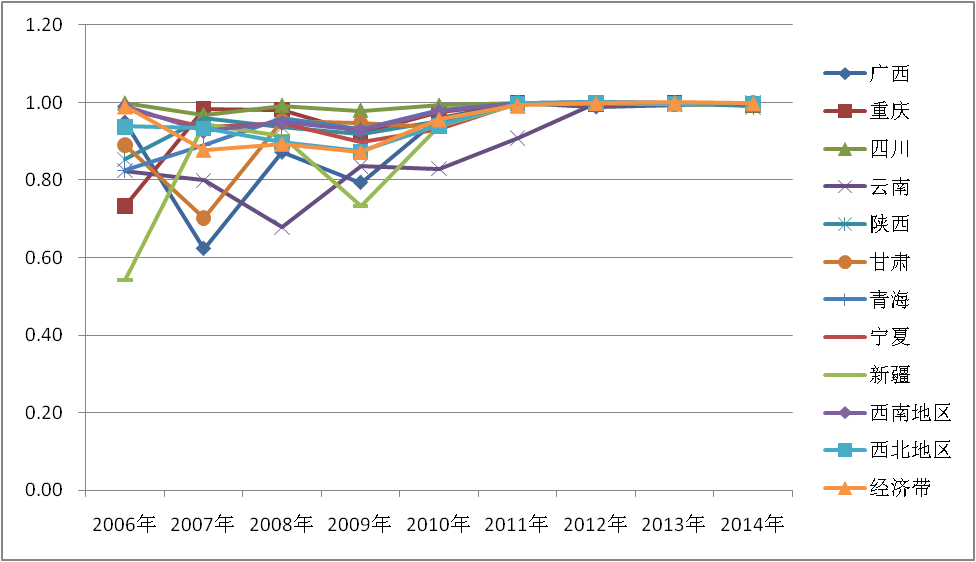 1.20
1.00
0.80
0.60
0.40
0.20
0.00
2006年 2007年 2008年 2009年 2010年 2011年 2012年 2013年 2014年
广西
重庆
四川
云南
陕西
甘肃
青海
宁夏
新疆
西南地区
西北地区
经济带